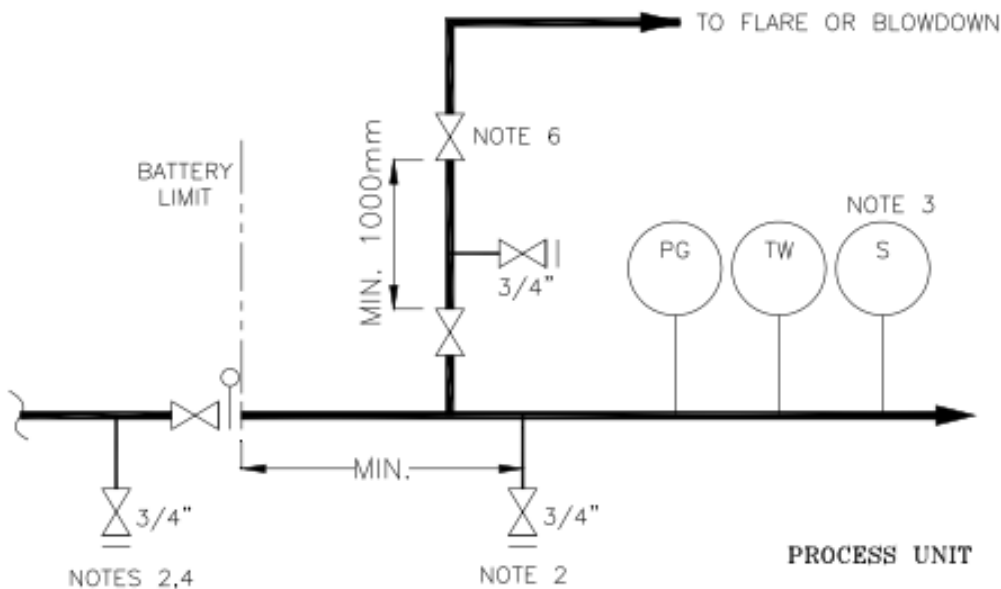 TO FLARE OR BLOWDOWN
NOTE 6
BATTERY
LIMIT
MIN. 1000mm
3/4"
NOTE 3
PG
TW
S
MIN.
3/4"
3/4"
NOTES 2,4
NOTE 2
PROCESS UNIT